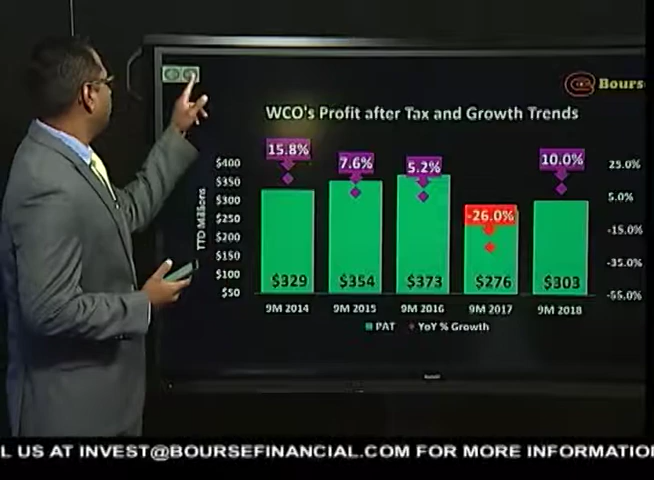 Bours
WCO's Profit after Tax and Growth Trends
15.8%
7.6%
5.2%
-26.0%
10.0%
$400
$350
$300
$250
$200
$150
$100
$50
TTD Millions
25.0%
5.0%
-15.0%
-35.0%
-55.0%
$329 $354 $373 $276 $303
9M 2014 9M 2015 9M 2016 9M 2017 9M 2018
PAT YoY % Growth
L US AT INVEST@BOURSEFINANCIAL.COM FOR MORE INFORMATIO